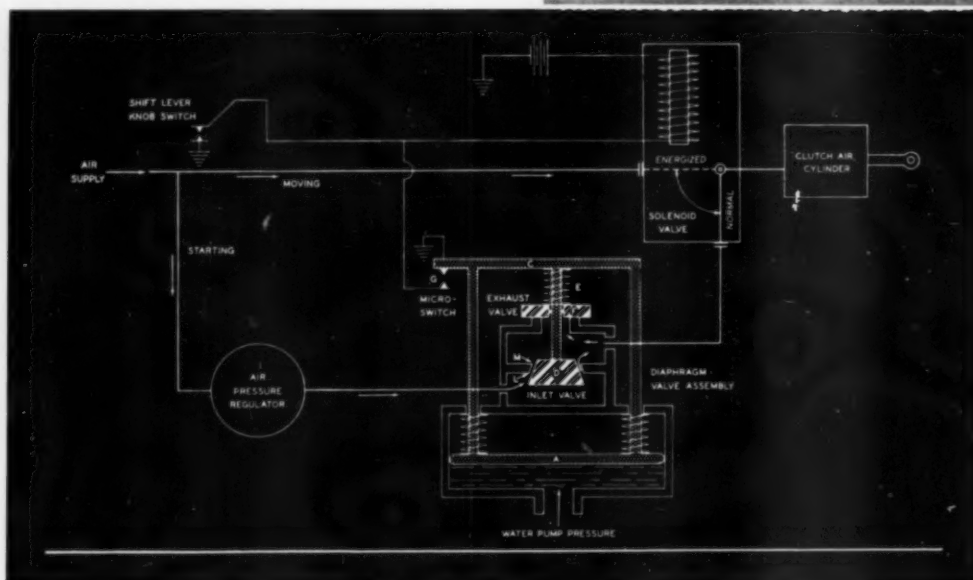 SHIFT LEVER
KNOB SWITCH
AIR
SUPPLY
MOVING
STARTING
ENERGIZED
NORMAL
SOLENOID
VALVE
CLUTCH AIR
CYLINDER
C
G
E
MICRO-
SWITCH
EXHAUST
VALVE
M
D
INLET VALVE
DIAPHRAGM-
VALVE ASSEMBLY
AIR
PRESSURE
REGULATOR
A
WATER PUMP PRESSURE